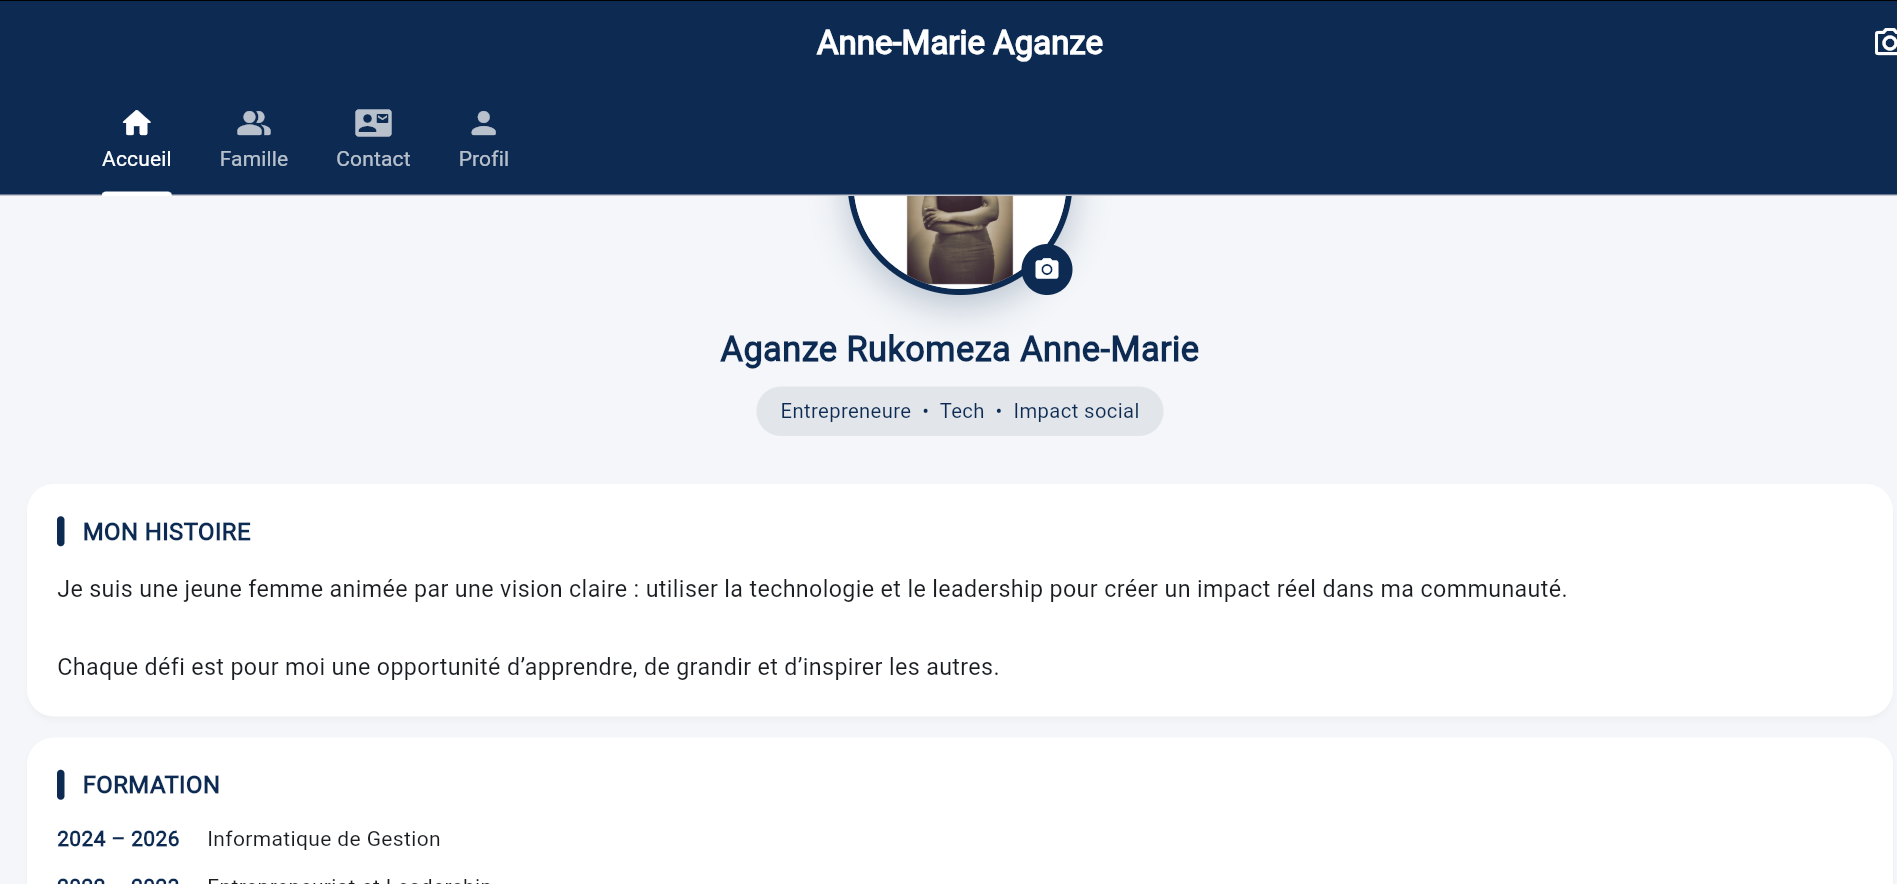 Anne-Marie Aganze
Accueil
Famille
Contact
Profil
Aganze Rukomeza Anne-Marie
Entrepreneure • Tech • Impact social
MON HISTOIRE
Je suis une jeune femme animée par une vision claire : utiliser la technologie et le leadership pour créer un impact réel dans ma communauté.
Chaque défi est pour moi une opportunité d’apprendre, de grandir et d’inspirer les autres.
FORMATION
2024 – 2026 Informatique de Gestion
Entrepreneuriat et Leadership